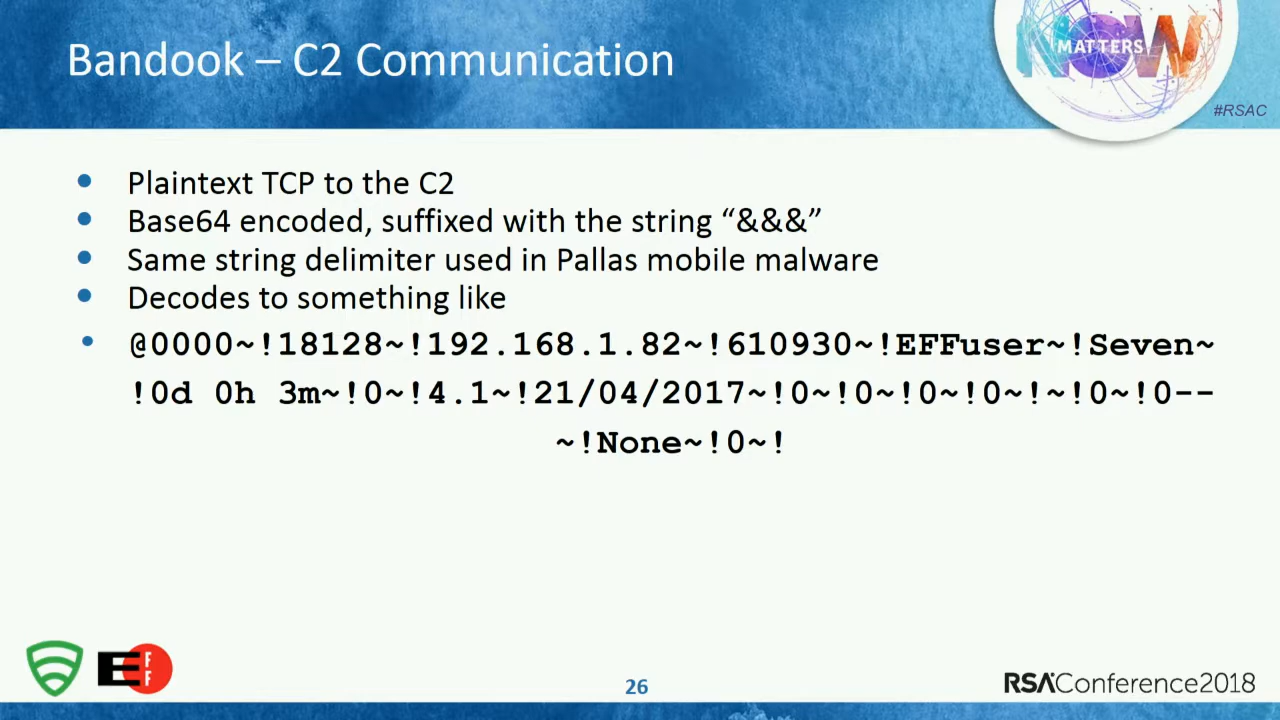 Bandook – C2 Communication
NOW
MATTERS
#RSAC
• Plaintext TCP to the C2
• Base64 encoded, suffixed with the string “&&&”
• Same string delimiter used in Pallas mobile malware
• Decodes to something like
• @0000~!18128~!192.168.1.82~!610930~!EFFuser~!Seven~
!0d 0h 3m~!0~!4.1~!21/04/2017~!0~!0~!0~!0~!~!0~!0--
~!None~!0~!
EFF
26
RSAConference2018